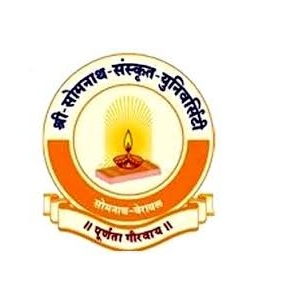 श्री-सोमनाथ-संस्कृत-युनिवर्सिटी
सोमनाथ-वेरावल
॥ पूर्णता गौरवाय ॥